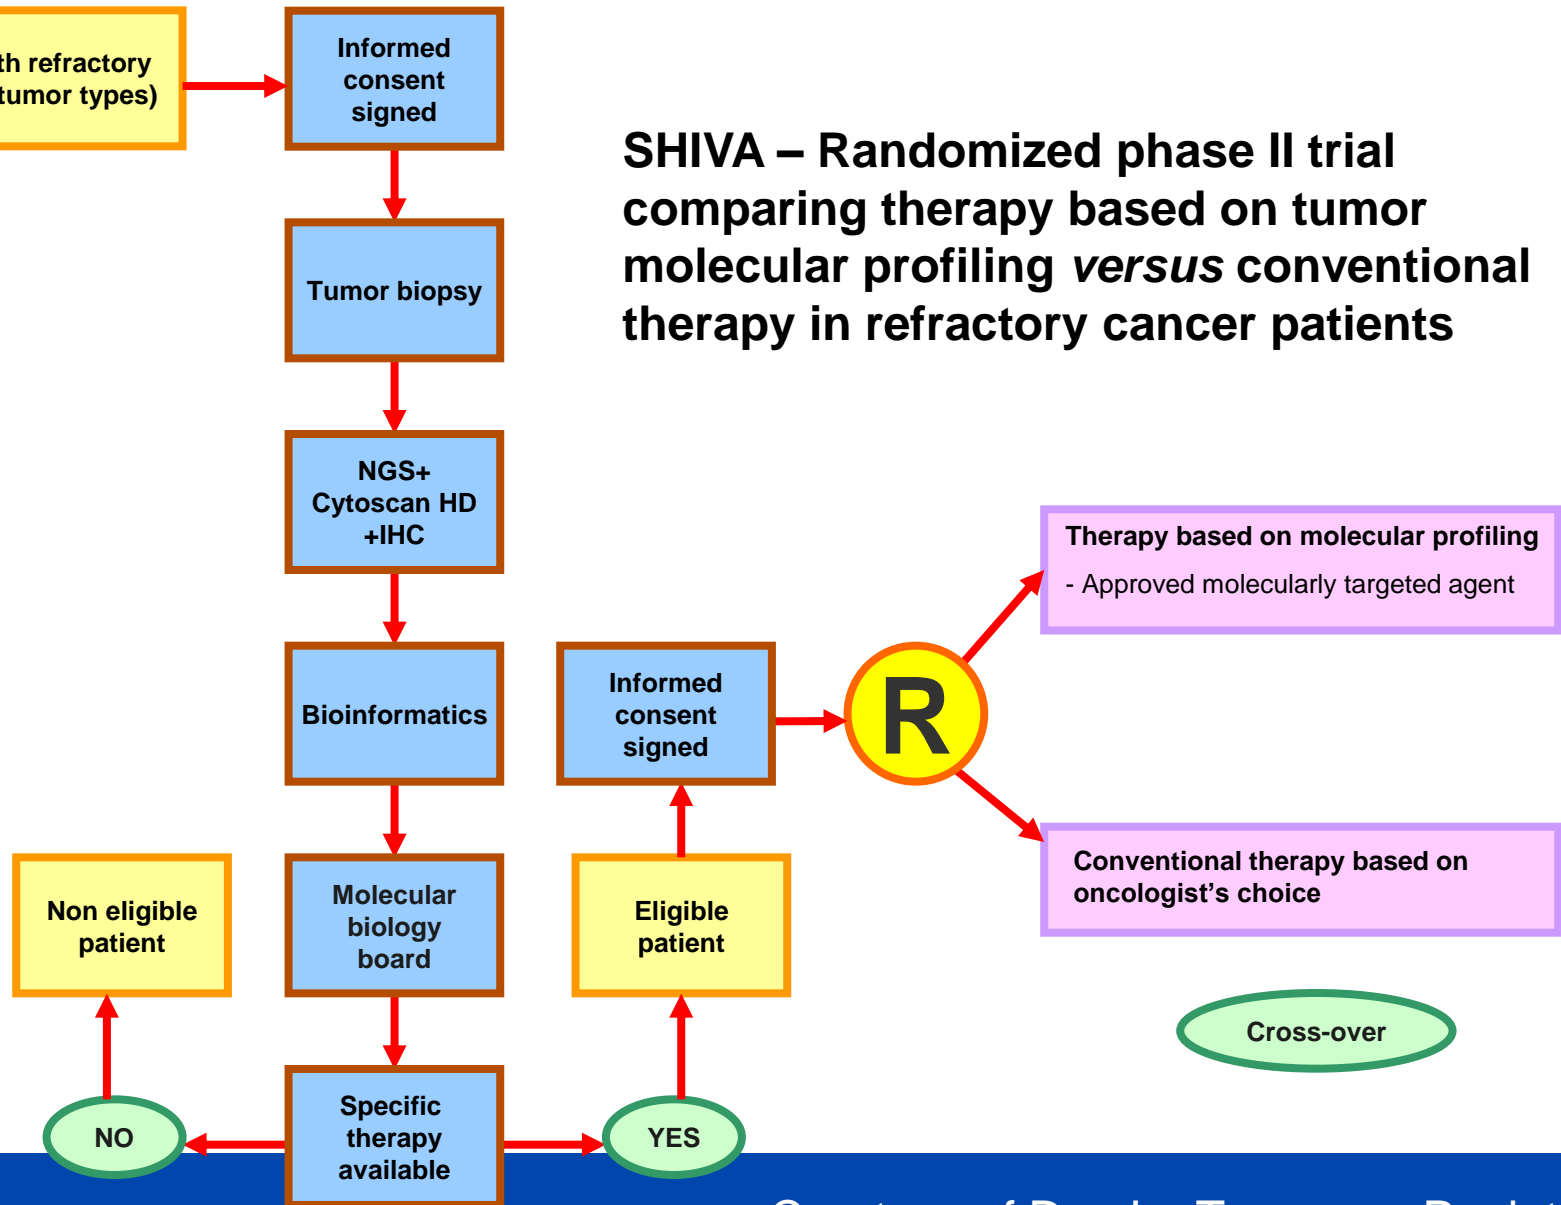 th refractory
tumor types)
Informed
consent
signed
SHIVA – Randomized phase II trial
comparing therapy based on tumor
molecular profiling versus conventional
therapy in refractory cancer patients
Tumor biopsy
NGS+
Cytoscan HD
+IHC
Therapy based on molecular profiling
- Approved molecularly targeted agent
Bioinformatics
Informed
consent
signed
R
Conventional therapy based on
oncologist's choice
Non eligible
patient
Molecular
biology
board
Eligible
patient
Cross-over
NO
Specific
therapy
available
YES